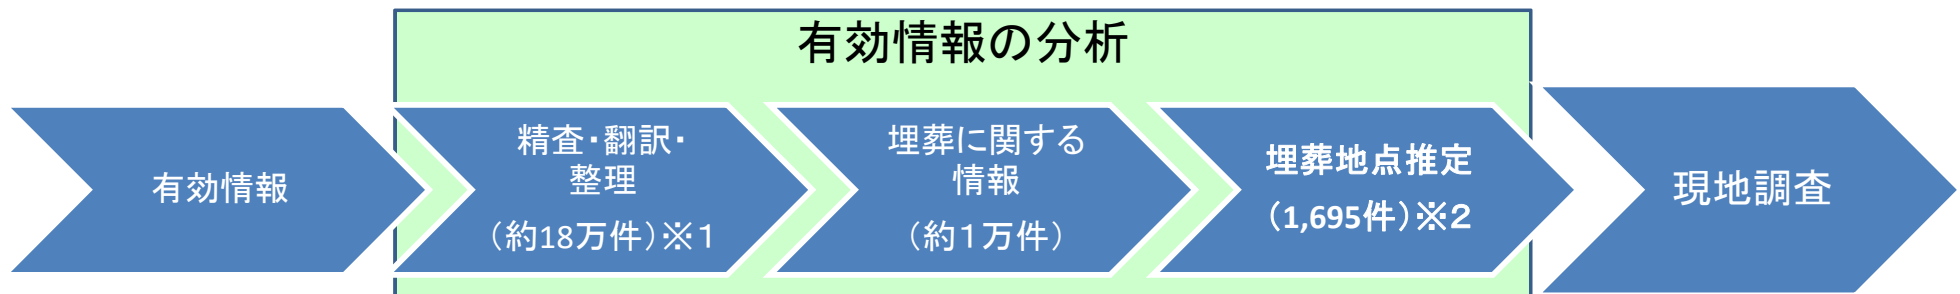 有効情報の分析
有効情報
精査・翻訳・
整理
（約18万件）※１
埋葬に関する
情報
（約１万件）
埋葬地点推定
（1,695件）※２
現地調査